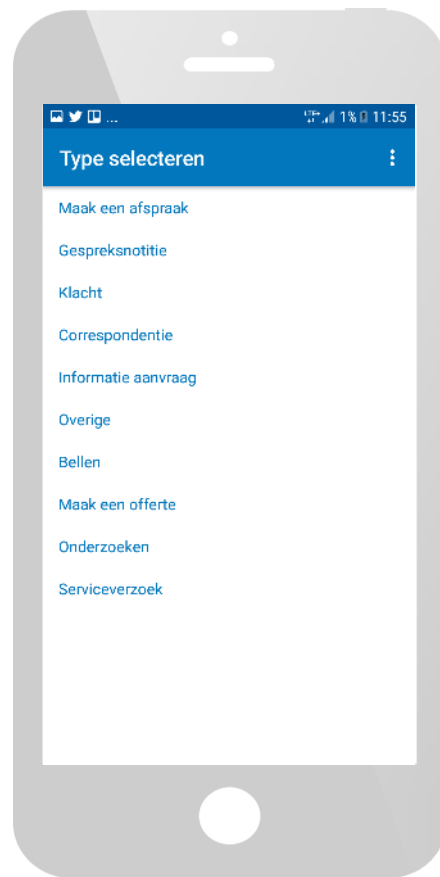 ... LTE+ 1% 11:55
Type selecteren
Maak een afspraak
Gespreksnotitie
Klacht
Correspondentie
Informatie aanvraag
Overige
Bellen
Maak een offerte
Onderzoeken
Serviceverzoek